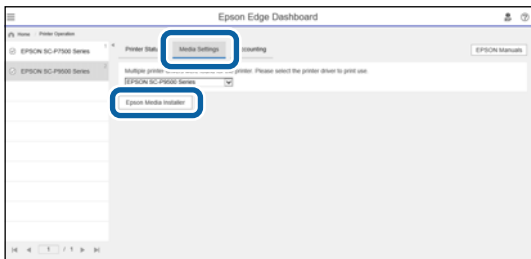 Epson Edge Dashboard
Home / Printer Operation
EPSON SC-P7500 Series
EPSON SC-P9500 Series
Printer Media Settings counting
EPSON Manuals
Multiple printer for printer. Please select the printer driver to print use.
EPSON SC-P9500 Series
Epson Media Installer
1 / 1